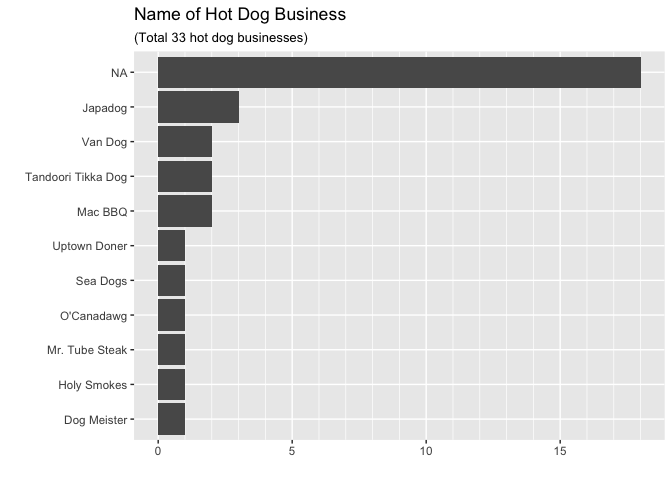 Name of Hot Dog Business
(Total 33 hot dog businesses)
NA
Japadog
Van Dog
Tandoori Tikka Dog
Mac BBQ
Uptown Doner
Sea Dogs
O'Canadawg
Mr. Tube Steak
Holy Smokes
Dog Meister
0 5 10 15